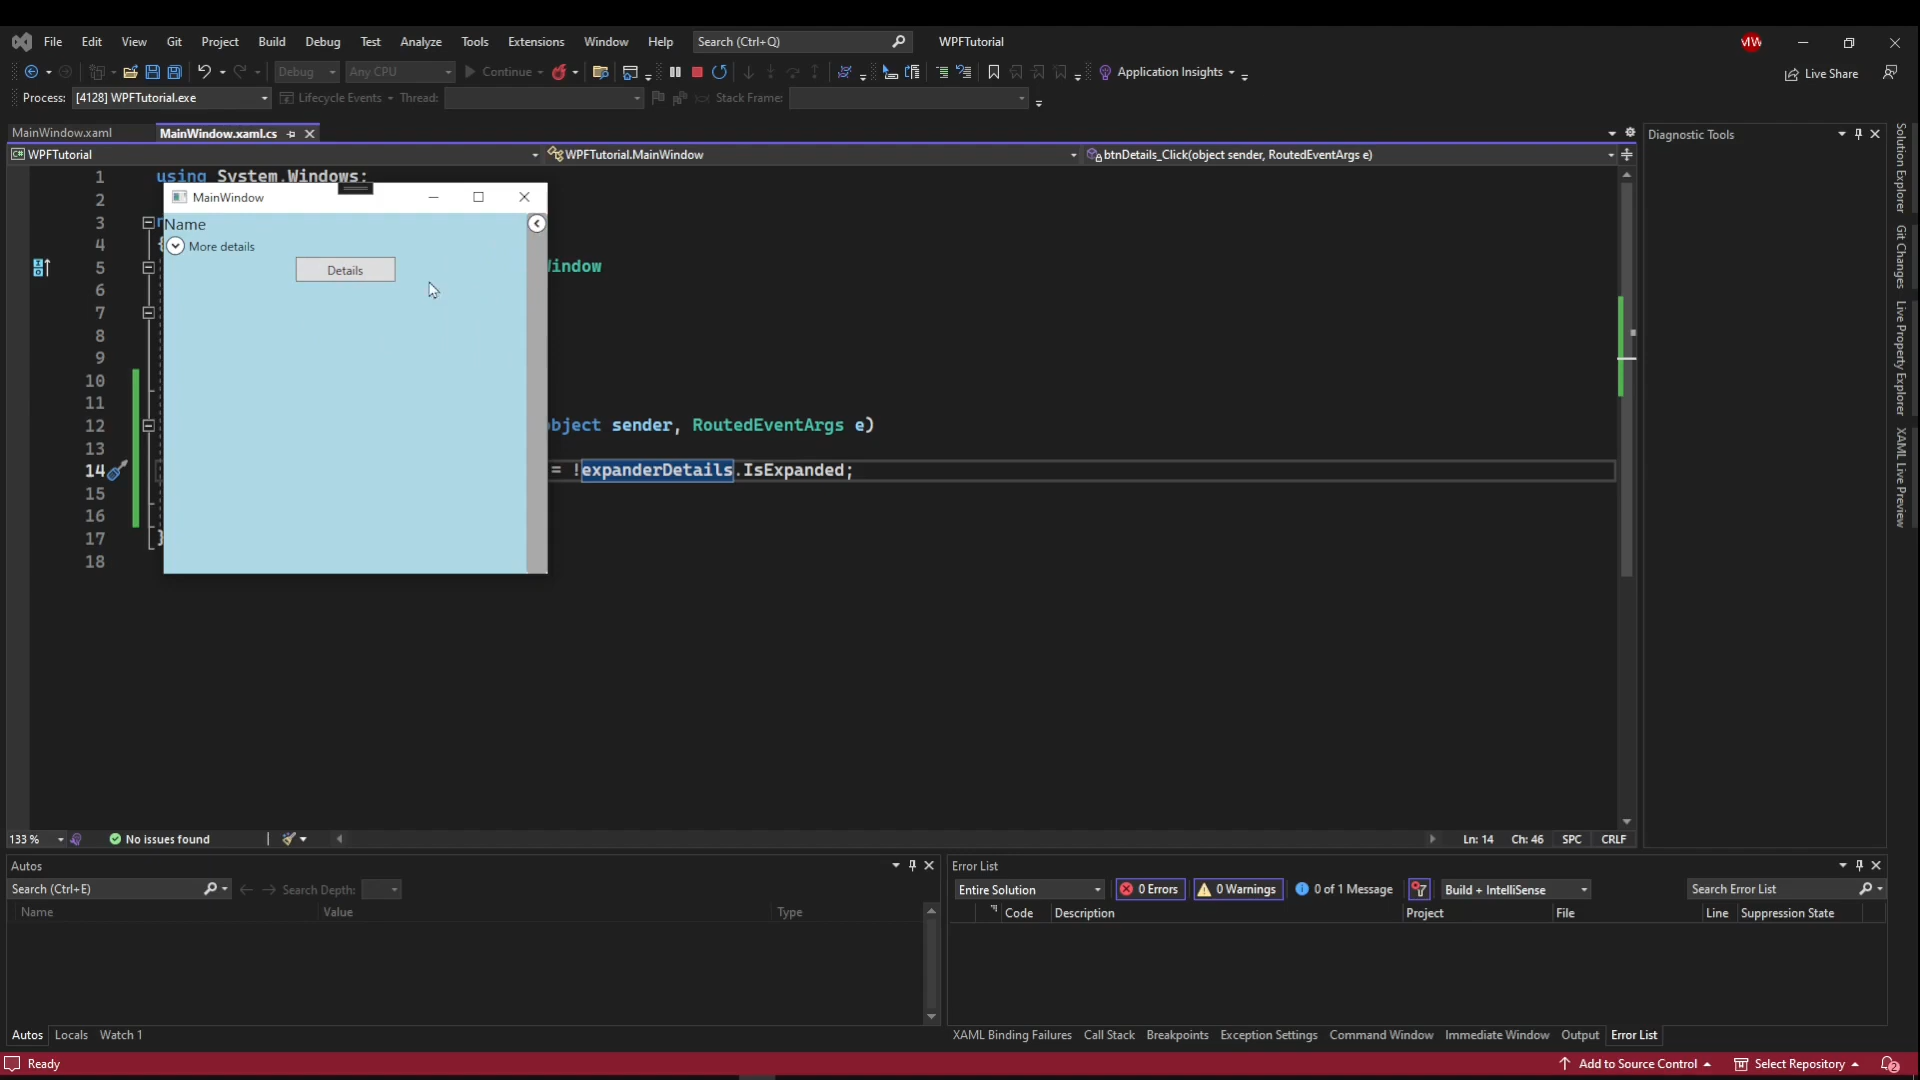 File Edit View Git Project Build Debug Test Analyze Tools Extensions Window Help Search (Ctrl+Q) WPFTutorial MW
Debug Any CPU Continue Application Insights Live Share
Process: [4128] WPFTutorial.exe Lifecycle Events Thread: Stack Frame:
MainWindow.xaml MainWindow.xaml.cs Diagnostic Tools
WPFTutorial WPFTutorial.MainWindow btnDetails_Click(object sender, RoutedEventArgs e)
1 using System.Windows;
2
MainWindow
3
Name
4 {
More details
5 Window
Details
6
7
8
9
10
11
12 object sender, RoutedEventArgs e)
13
14 = !expanderDetails.IsExpanded;
15
16
17 }
18
Solution Explorer
Git Changes
Live Property Explorer
XAML Live Preview
133 % No issues found Ln: 14 Ch: 46 SPC CRLF
Autos
Search (Ctrl+E) Search Depth:
Name Value Type
Autos Locals Watch 1
Error List
Entire Solution 0 Errors 0 Warnings 0 of 1 Message Build + IntelliSense Search Error List
Code Description Project File Line Suppression State
XAML Binding Failures Call Stack Breakpoints Exception Settings Command Window Immediate Window Output Error List
Ready Add to Source Control Select Repository 2